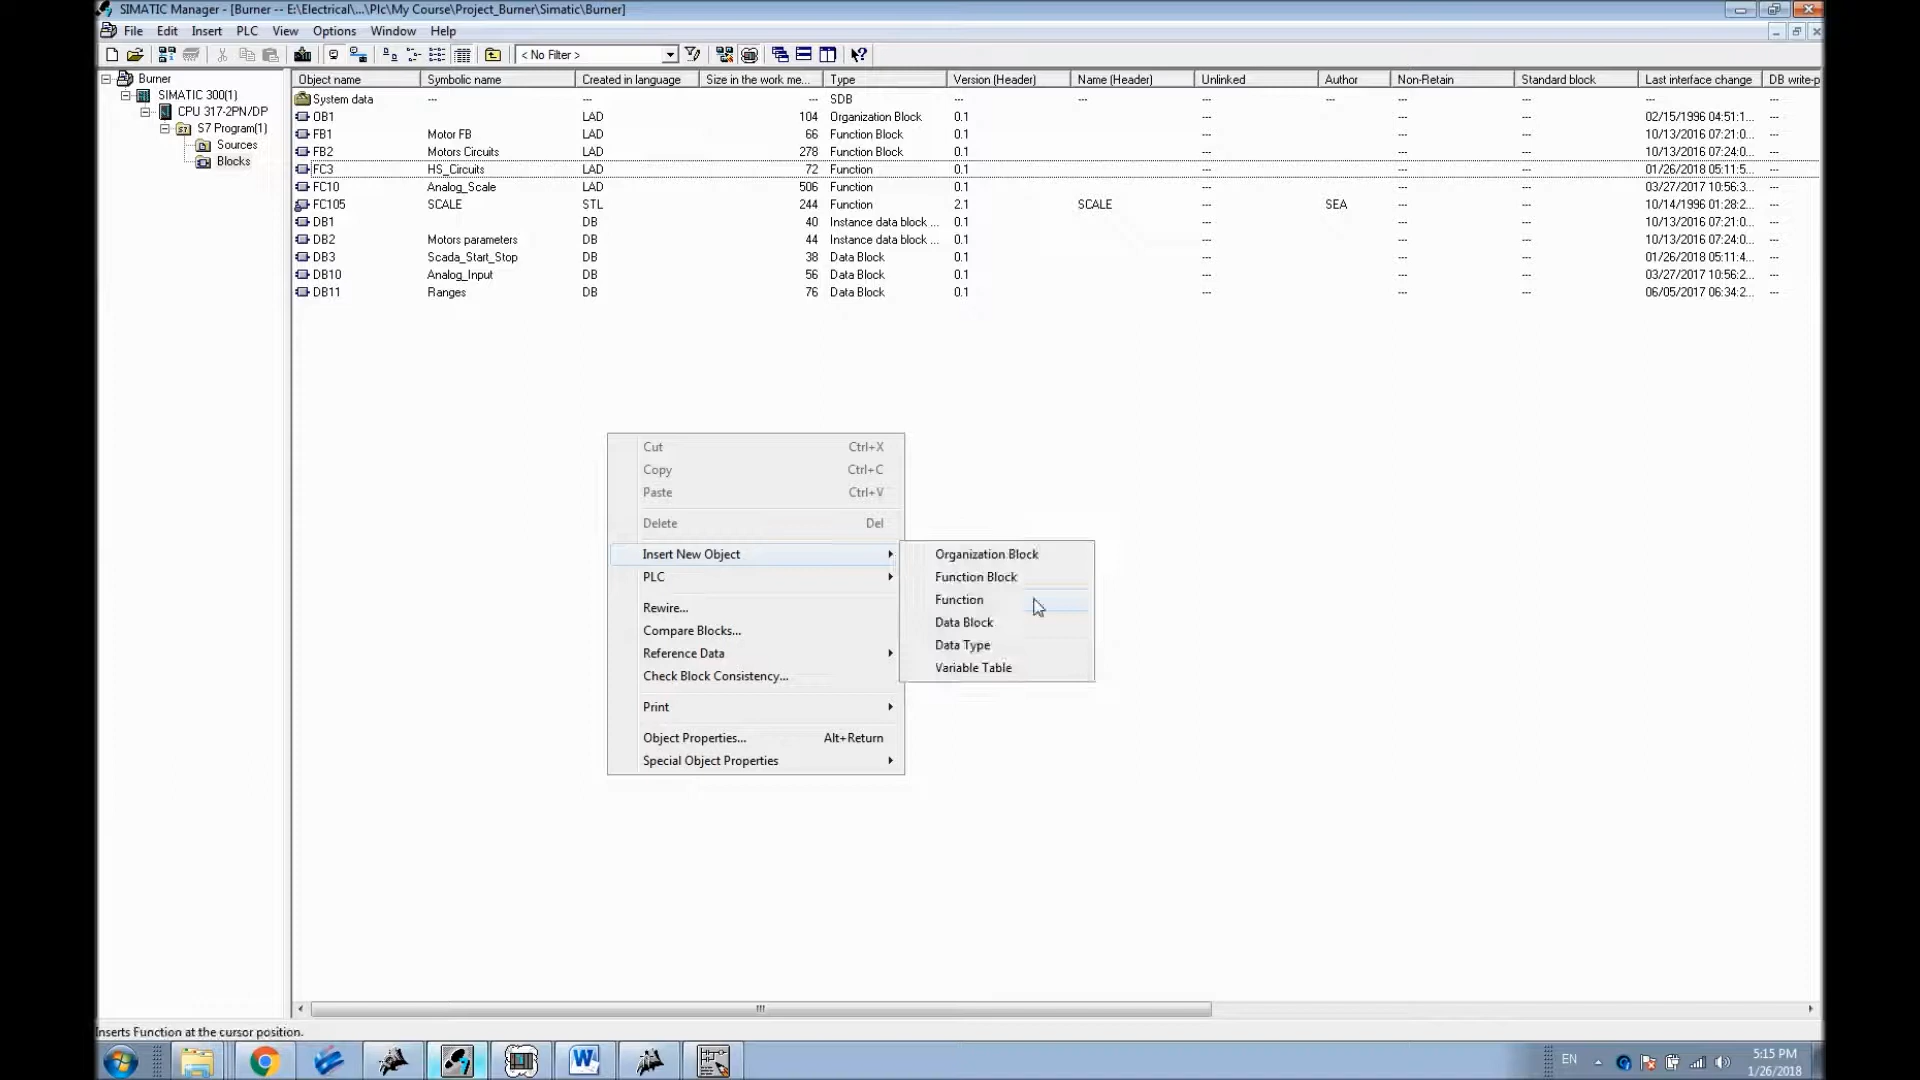 SIMATIC Manager - [Burner -- E:\Electrical\...\Plc\My Course\Project_Burner\Simatic\Burner]
File Edit Insert PLC View Options Window Help
< No Filter >
Burner
SIMATIC 300(1)
CPU 317-2PN/DP
S7 Program(1)
Sources
Blocks
Object name Symbolic name Created in language Size in the work me... Type Version (Header) Name (Header) Unlinked Author Non-Retain Standard block Last interface change DB write-p
System data --- --- --- SDB --- --- --- --- --- --- --- ---
OB1 LAD 104 Organization Block 0.1 --- --- --- 02/15/1996 04:51:1... ---
FB1 Motor FB LAD 66 Function Block 0.1 --- --- --- 10/13/2016 07:21:0... ---
FB2 Motors Circuits LAD 278 Function Block 0.1 --- --- --- 10/13/2016 07:24:0... ---
FC3 HS_Circuits LAD 72 Function 0.1 --- --- --- 01/26/2018 05:11:5... ---
FC10 Analog_Scale LAD 506 Function 0.1 --- --- --- 03/27/2017 10:56:3... ---
FC105 SCALE STL 244 Function 2.1 SCALE --- SEA --- --- 10/14/1996 01:28:2... ---
DB1 DB 40 Instance data block ... 0.1 --- --- --- 10/13/2016 07:21:0... ---
DB2 Motors parameters DB 44 Instance data block ... 0.1 --- --- --- 10/13/2016 07:24:0... ---
DB3 Scada_Start_Stop DB 38 Data Block 0.1 --- --- --- 01/26/2018 05:11:4... ---
DB10 Analog_Input DB 56 Data Block 0.1 --- --- --- 03/27/2017 10:56:2... ---
DB11 Ranges DB 76 Data Block 0.1 --- --- --- 06/05/2017 06:34:2... ---
Cut Ctrl+X
Copy Ctrl+C
Paste Ctrl+V
Delete Del
Insert New Object
PLC
Rewire...
Compare Blocks...
Reference Data
Check Block Consistency...
Print
Object Properties... Alt+Return
Special Object Properties
Organization Block
Function Block
Function
Data Block
Data Type
Variable Table
Inserts Function at the cursor position.
EN
5:15 PM
1/26/2018